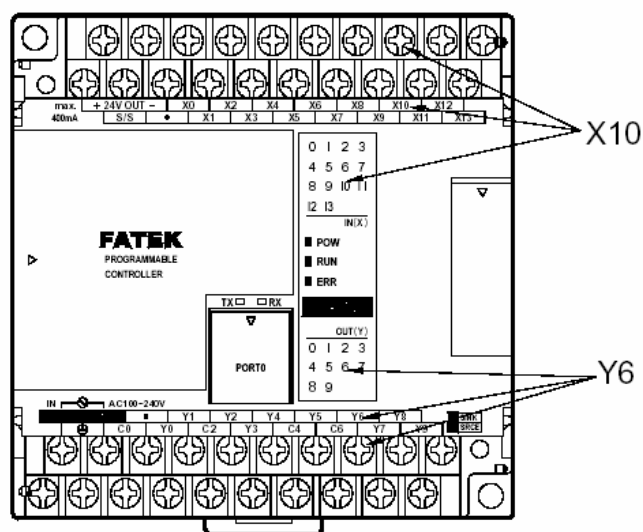 max. + 24V OUT − X0 X2 X4 X6 X8 X10 X12
400mA S/S • X1 X3 X5 X7 X9 X11 X13
X10
0 1 2 3
4 5 6 7
8 9 10 11
12 13
IN(X)
FATEK
PROGRAMMABLE
CONTROLLER
POW
RUN
ERR
TX RX
PORT0
OUT(Y)
0 1 2 3
4 5 6 7
8 9
Y6
IN AC100~240V
Y1 Y2 Y4 Y5 Y6 Y8
C0 Y0 C2 Y3 C4 C6 Y7 Y9
SINK
SRCE